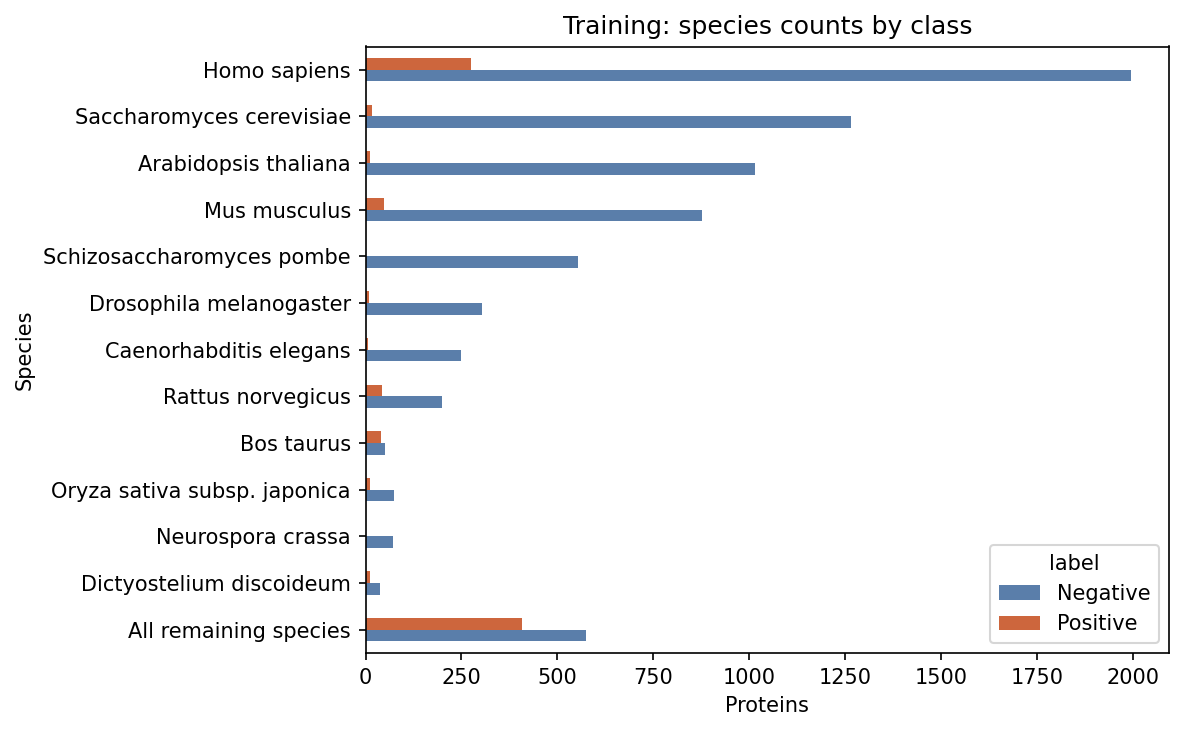 Training: species counts by class
Species
Homo sapiens
Saccharomyces cerevisiae
Arabidopsis thaliana
Mus musculus
Schizosaccharomyces pombe
Drosophila melanogaster
Caenorhabditis elegans
Rattus norvegicus
Bos taurus
Oryza sativa subsp. japonica
Neurospora crassa
Dictyostelium discoideum
All remaining species
label
Negative
Positive
0 250 500 750 1000 1250 1500 1750 2000
Proteins